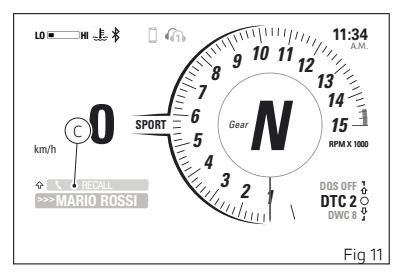 LO HI
1
11:34
A.M.
0
km/h
C
SPORT
Gear
N
1
2
3
4
5
6
7
8
9
10
11
12
13
14
15
RPM X 1000
RECALL
>>>MARIO ROSSI
DQS OFF
DTC 2
DWC 8
Fig 11